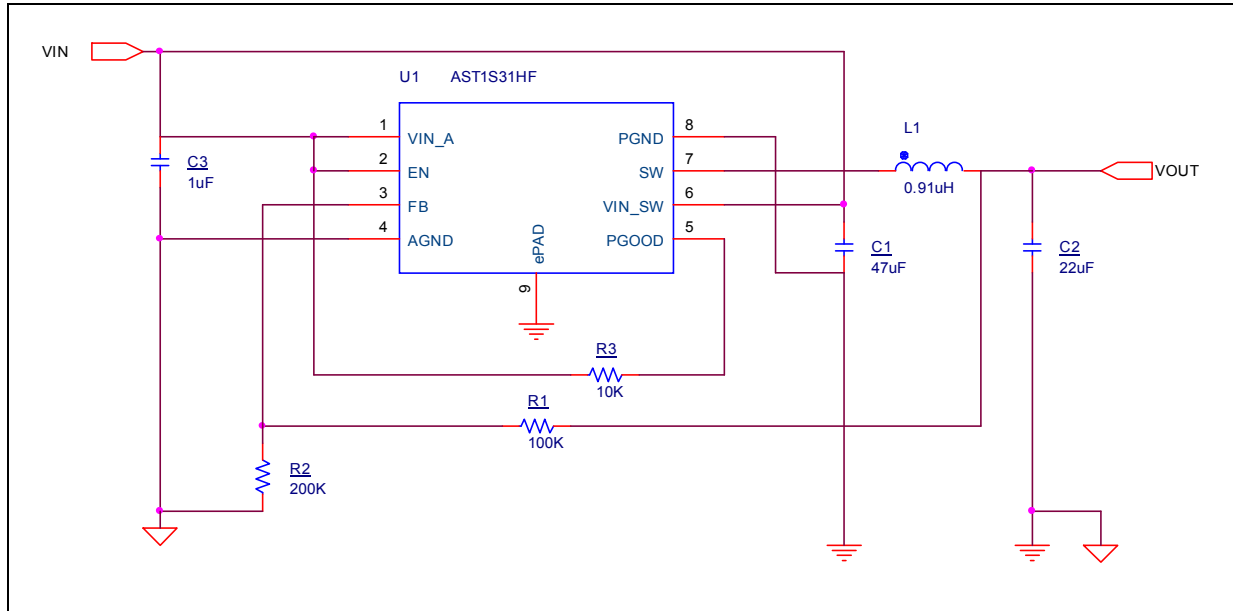 VIN
U1 AST1S31HF
C3
1uF
1 VIN_A
2 EN
3 FB
4 AGND
PGND 8
SW 7
VIN_SW 6
PGOOD 5
ePAD
9
L1
0.91uH
VOUT
C1
47uF
C2
22uF
R3
10K
R1
100K
R2
200K